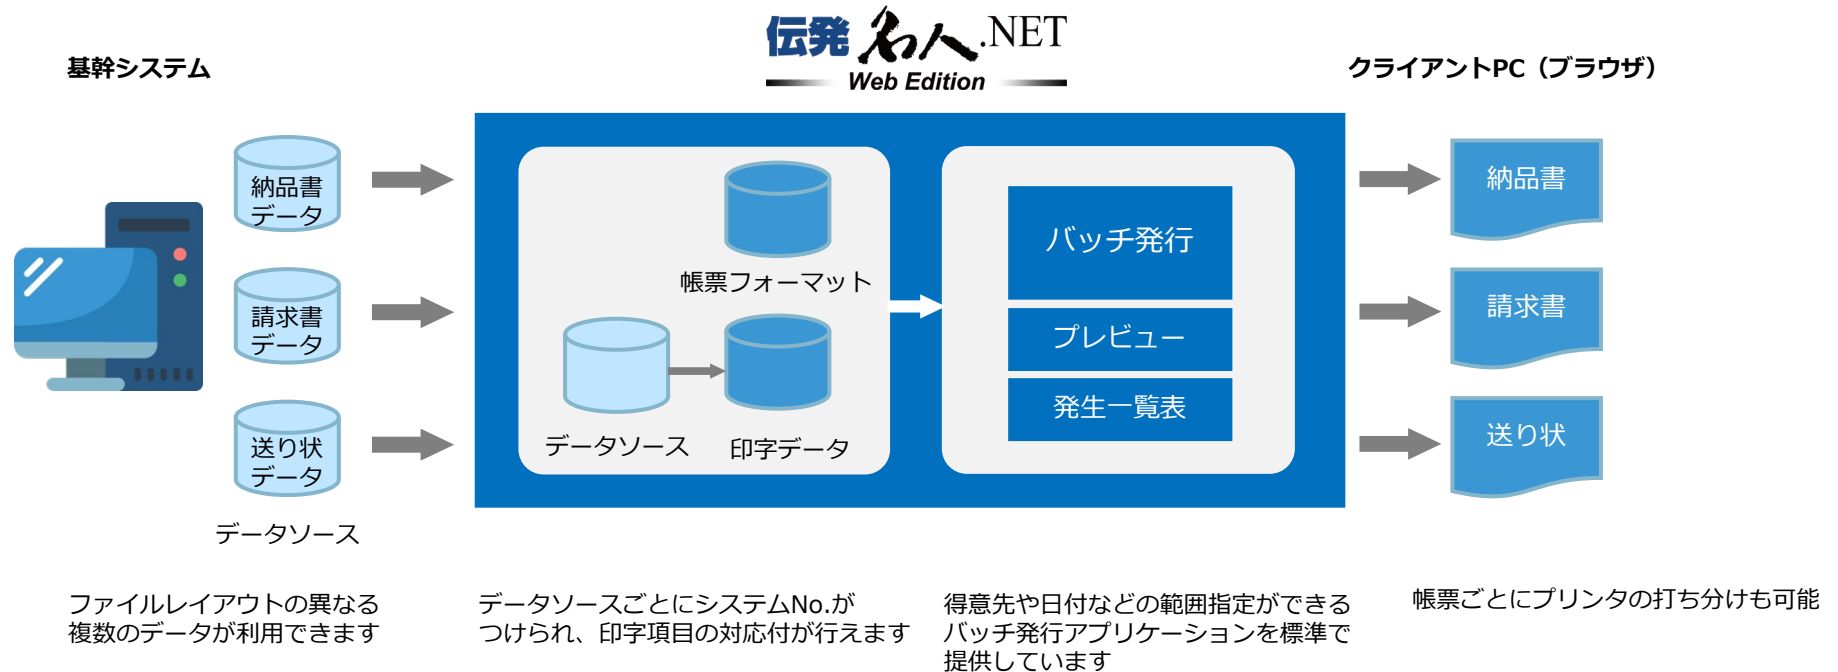 伝発名人.NET
Web Edition
基幹システム
クライアントPC（ブラウザ）
納品書
データ
請求書
データ
送り状
データ
データソース
帳票フォーマット
データソース
印字データ
バッチ発行
プレビュー
発生一覧表
納品書
請求書
送り状
ファイルレイアウトの異なる
複数のデータが利用できます
データソースごとにシステムNo.が
つけられ、印字項目の対応付が行えます
得意先や日付などの範囲指定ができる
バッチ発行アプリケーションを標準で
提供しています
帳票ごとにプリンタの打ち分けも可能